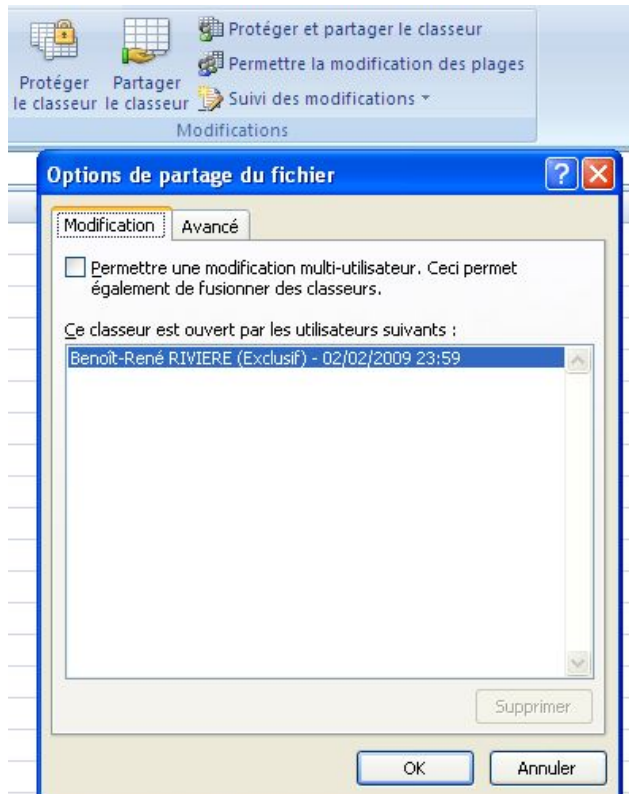 Protéger
le classeur
Partager
le classeur
Protéger et partager le classeur
Permettre la modification des plages
Suivi des modifications
Modifications
Options de partage du fichier
Modification
Avancé
Permettre une modification multi-utilisateur. Ceci permet
également de fusionner des classeurs.
Ce classeur est ouvert par les utilisateurs suivants :
Benoît-René RIVIERE (Exclusif) - 02/02/2009 23:59
Supprimer
OK
Annuler